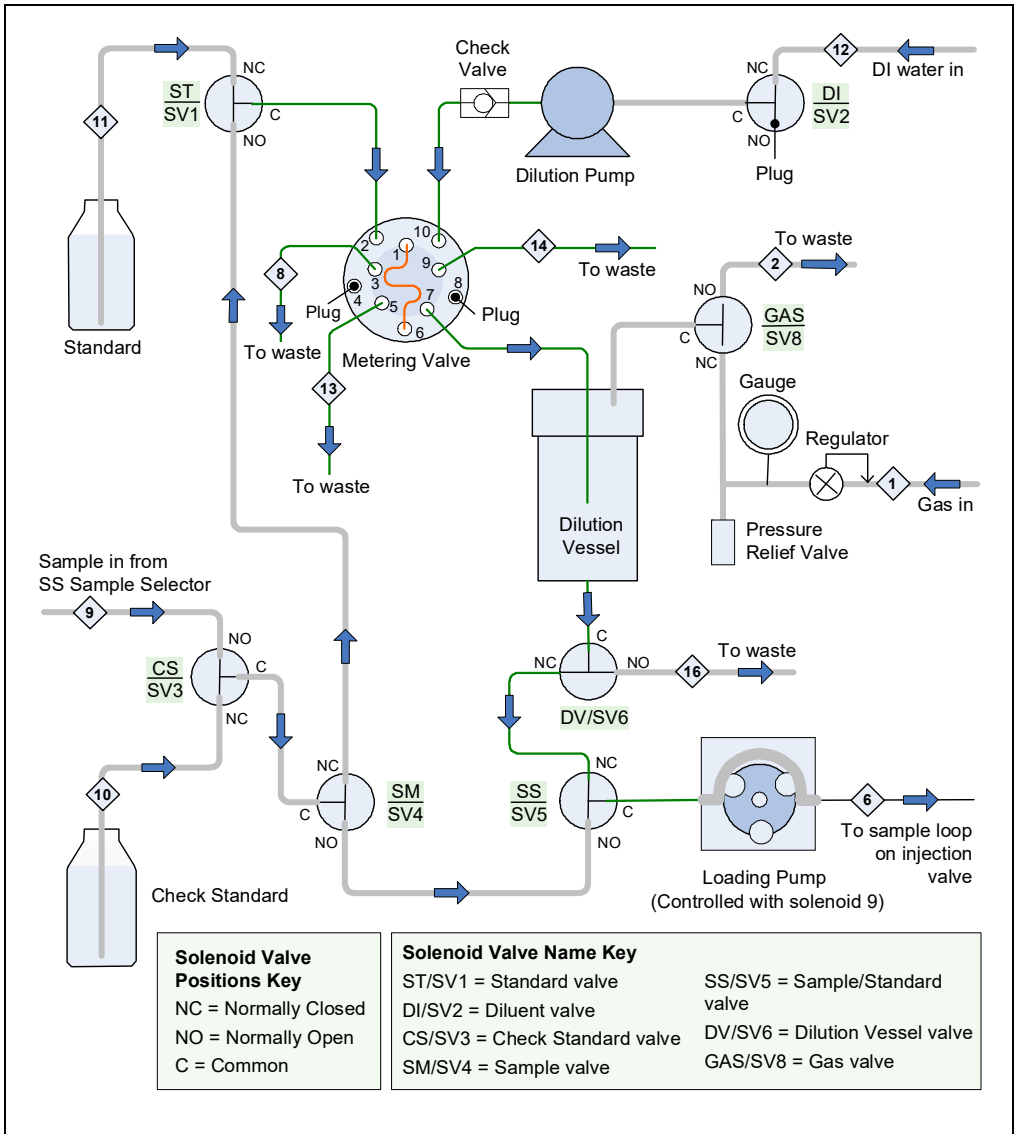 Check
Valve
12
NC
DI water in
NC
ST
SV1
C
NO
11
C
NO
DI
SV2
Plug
Dilution Pump
2
1
10
9
3
4
5
6
7
8
14
To waste
8
Plug
Plug
To waste
Metering Valve
Standard
13
To waste
To waste
2
NO
C
NC
GAS
SV8
Gauge
Regulator
1
Gas in
Pressure
Relief Valve
Dilution
Vessel
Sample in from
SS Sample Selector
9
NO
CS
SV3
C
NC
10
Check Standard
C
NC
NO
16
To waste
DV/SV6
NC
C
NO
SM
SV4
SS
SV5
NC
C
NO
6
To sample loop
on injection
valve
Loading Pump
(Controlled with solenoid 9)
Solenoid Valve
Positions Key
NC = Normally Closed
NO = Normally Open
C = Common
Solenoid Valve Name Key
ST/SV1 = Standard valve
DI/SV2 = Diluent valve
CS/SV3 = Check Standard valve
SM/SV4 = Sample valve
SS/SV5 = Sample/Standard
valve
DV/SV6 = Dilution Vessel valve
GAS/SV8 = Gas valve